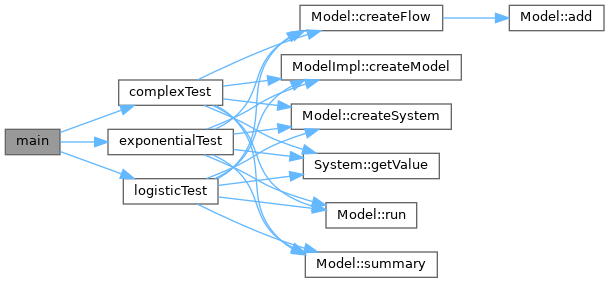 main
complexTest
exponentialTest
logisticTest
Model::createFlow
Model::add
ModelImpl::createModel
Model::createSystem
System::getValue
Model::run
Model::summary